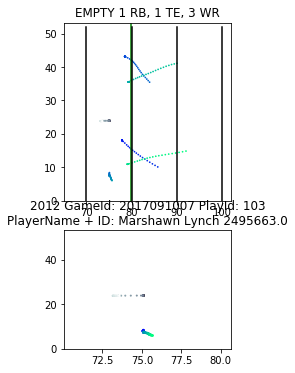 EMPTY 1 RB, 1 TE, 3 WR
50
40
30
20
10
0
70 80 90 100
2012 GameId: 2017091007 PlayId: 103
PlayerName + ID: Marshawn Lynch 2495663.0
40
20
0
72.5 75.0 77.5 80.0